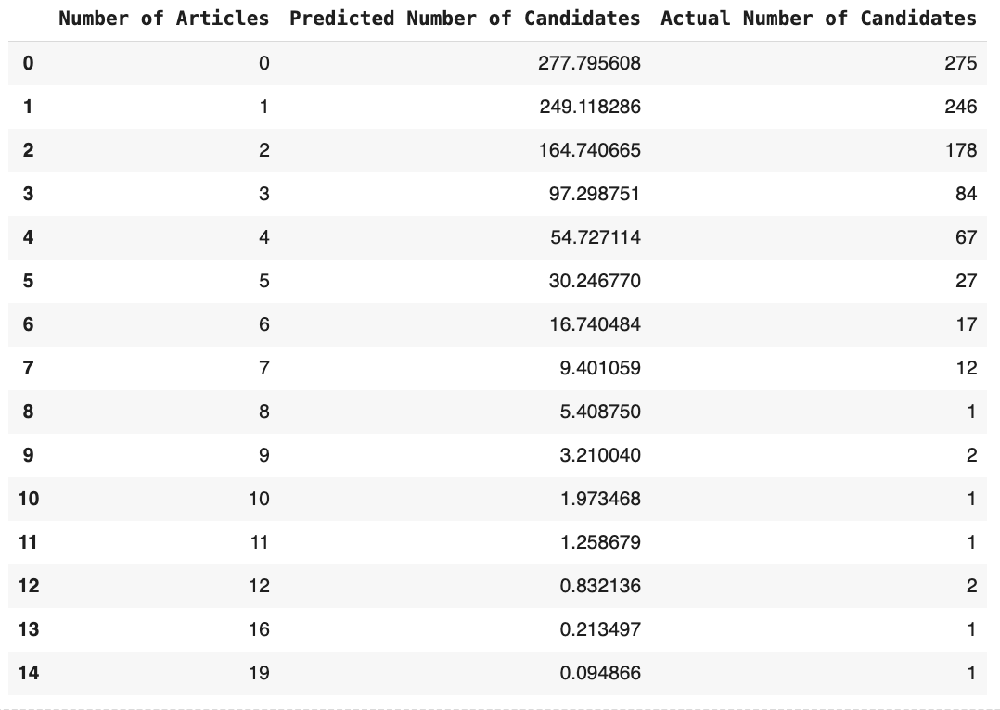 Number of Articles Predicted Number of Candidates Actual Number of Candidates
0 0 277.795608 275
1 1 249.118286 246
2 2 164.740665 178
3 3 97.298751 84
4 4 54.727114 67
5 5 30.246770 27
6 6 16.740484 17
7 7 9.401059 12
8 8 5.408750 1
9 9 3.210040 2
10 10 1.973468 1
11 11 1.258679 1
12 12 0.832136 2
13 16 0.213497 1
14 19 0.094866 1